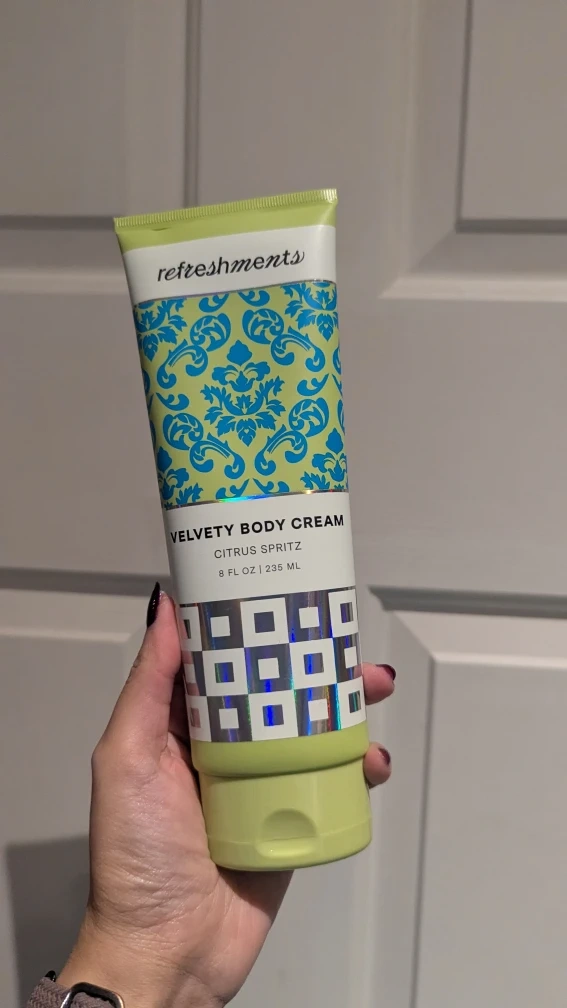 refreshments
VELVETY BODY CREAM
CITRUS SPRITZ
8 FL OZ | 235 ML